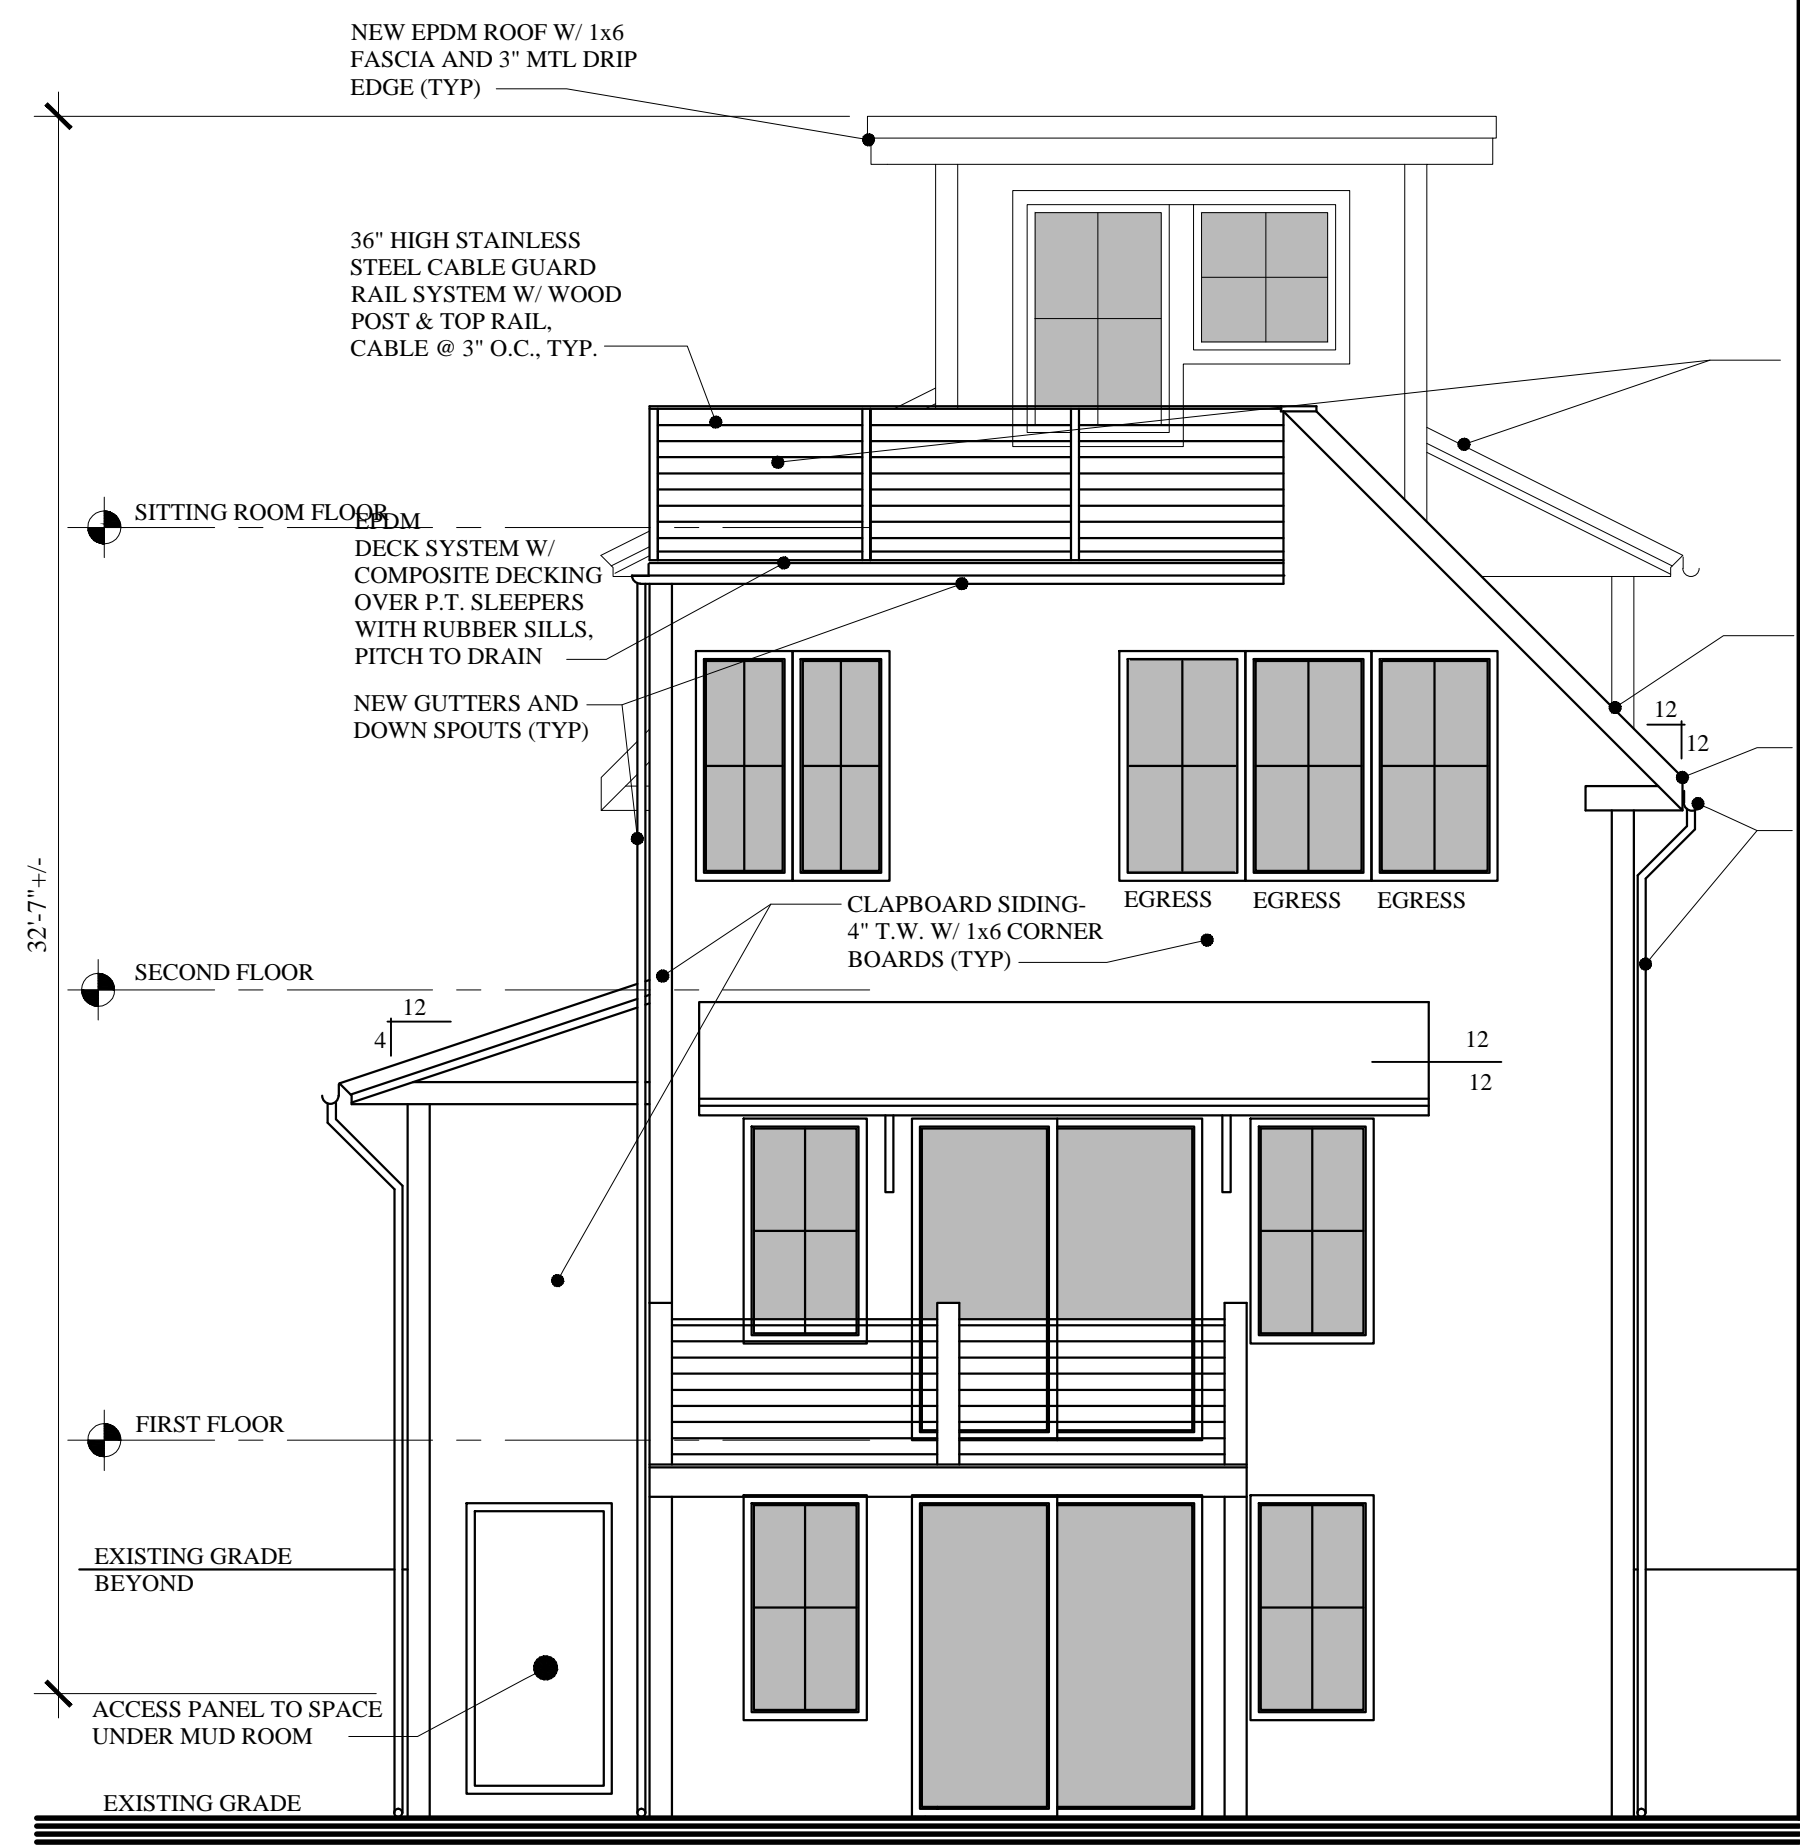 NEW EPDM ROOF W/ 1x6
FASCIA AND 3" MTL DRIP
EDGE (TYP)
36" HIGH STAINLESS
STEEL CABLE GUARD
RAIL SYSTEM W/ WOOD
POST & TOP RAIL,
CABLE @ 3" O.C., TYP.
SITTING ROOM FLOOR
EPDM
DECK SYSTEM W/
COMPOSITE DECKING
OVER P.T. SLEEPERS
WITH RUBBER SILLS,
PITCH TO DRAIN
NEW GUTTERS AND
DOWN SPOUTS (TYP)
12
12
32'-7"+/-
CLAPBOARD SIDING-
4" T.W. W/ 1x6 CORNER
BOARDS (TYP)
EGRESS
EGRESS
EGRESS
SECOND FLOOR
12
4
12
12
FIRST FLOOR
EXISTING GRADE
BEYOND
ACCESS PANEL TO SPACE
UNDER MUD ROOM
EXISTING GRADE